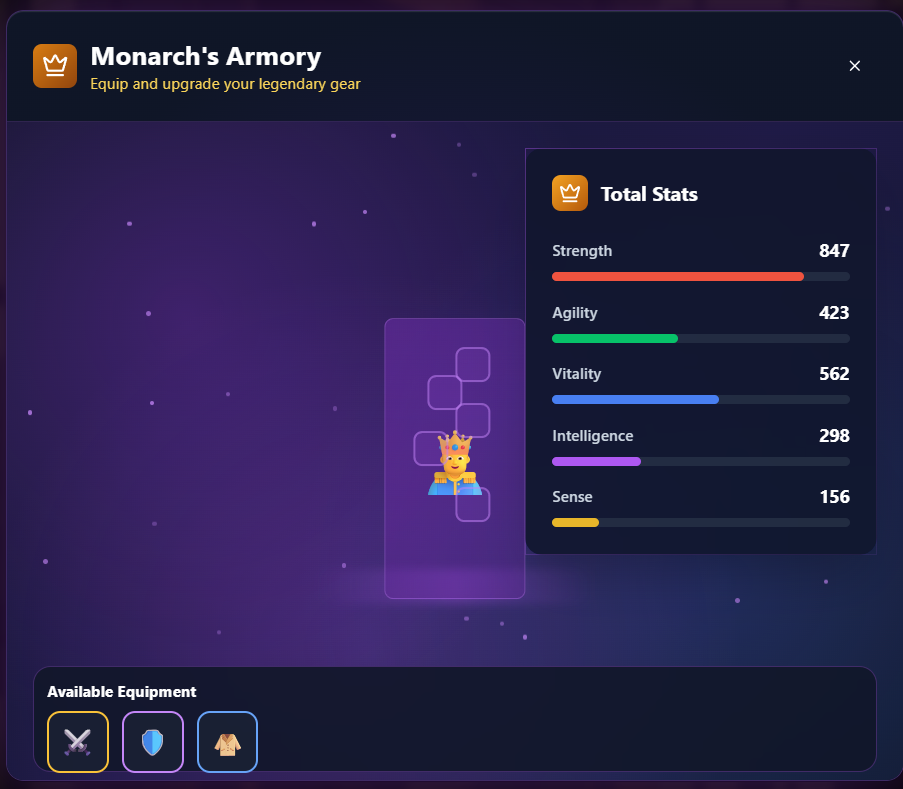 Monarch's Armory
Equip and upgrade your legendary gear
Total Stats
Strength 847
Agility 423
Vitality 562
Intelligence 298
Sense 156
Available Equipment